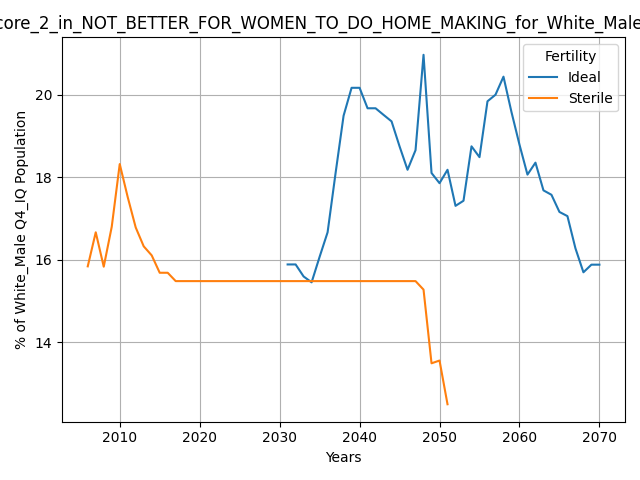 core_2_in_NOT_BETTER_FOR_WOMEN_TO_DO_HOME_MAKING_for_White_Male
Fertility
Ideal
Sterile
% of White_Male Q4_IQ Population
20
18
16
14
2010 2020 2030 2040 2050 2060 2070
Years